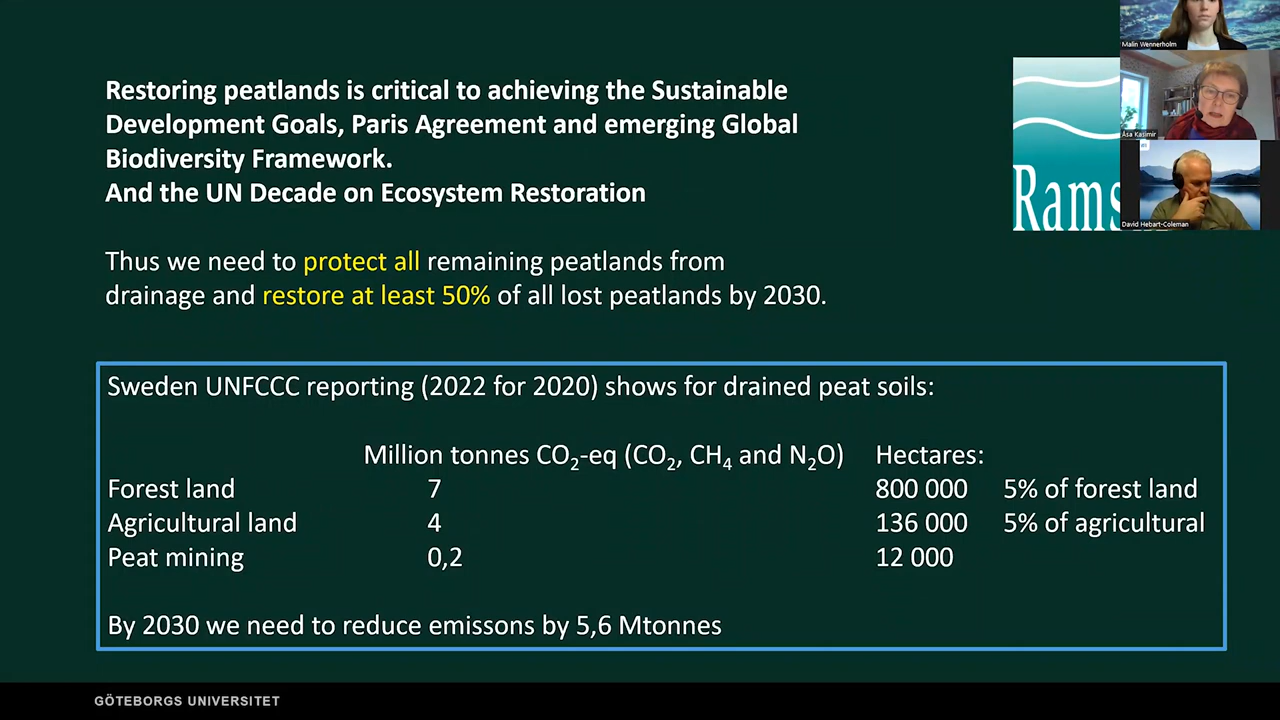 Restoring peatlands is critical to achieving the Sustainable
Development Goals, Paris Agreement and emerging Global
Biodiversity Framework.
And the UN Decade on Ecosystem Restoration
Thus we need to protect all remaining peatlands from
drainage and restore at least 50% of all lost peatlands by 2030.
Rams
Malin Wennerholm
Åsa Kasimir
David Hebart-Coleman
Sweden UNFCCC reporting (2022 for 2020) shows for drained peat soils:
Million tonnes CO₂-eq (CO₂, CH₄ and N₂O) Hectares:
Forest land 7 800 000 5% of forest land
Agricultural land 4 136 000 5% of agricultural
Peat mining 0,2 12 000
By 2030 we need to reduce emissons by 5,6 Mtonnes
GÖTEBORGS UNIVERSITET